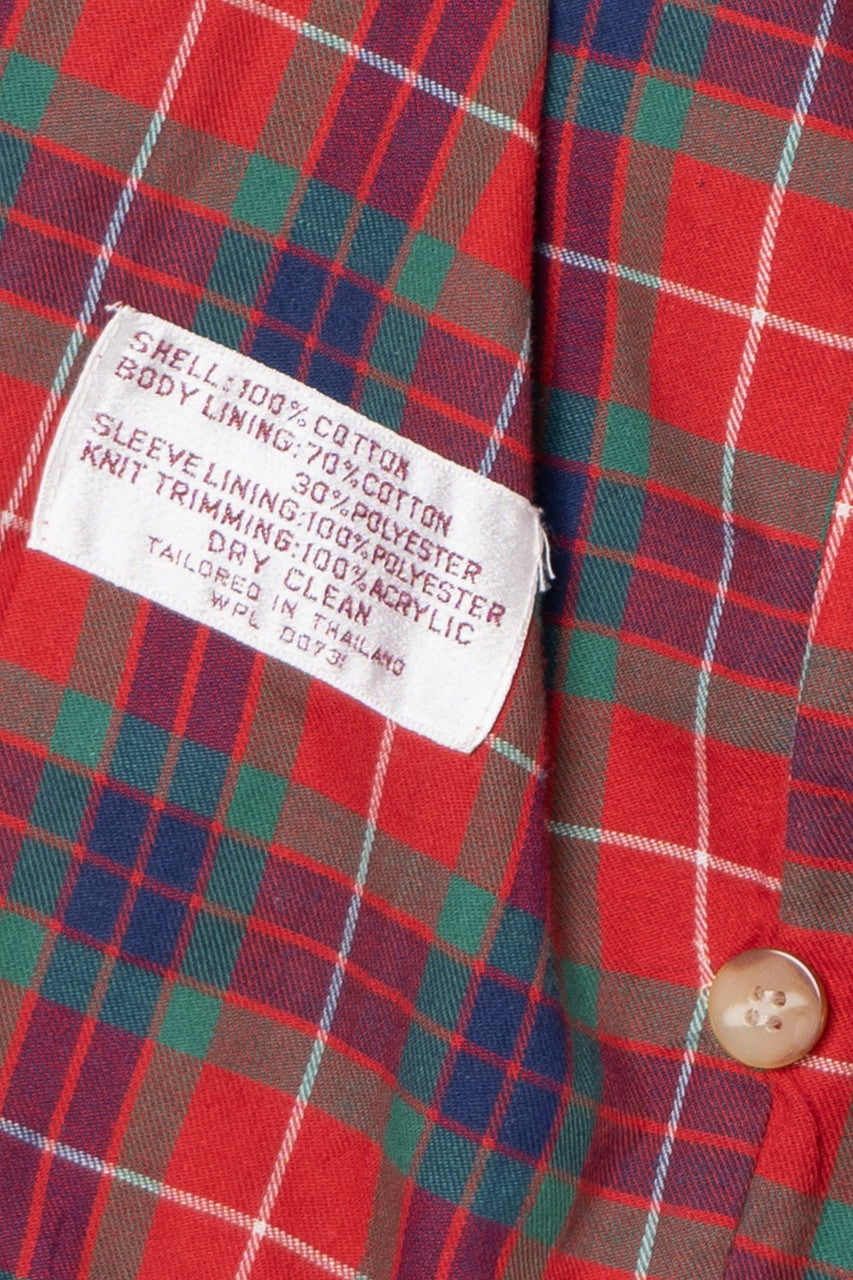 SHELL:100%COTTON
BODY LINING:70%COTTON
30%POLYESTER
SLEEVE LINING:100%POLYESTER
KNIT TRIMMING:100%ACRYLIC
DRY CLEAN
TAILORED IN THAILAND
WPL